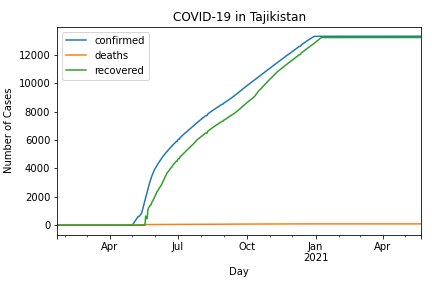 COVID-19 in Tajikistan
confirmed
deaths
recovered
Number of Cases
12000
10000
8000
6000
4000
2000
0
Apr
Jul
Oct
Jan
2021
Apr
Day